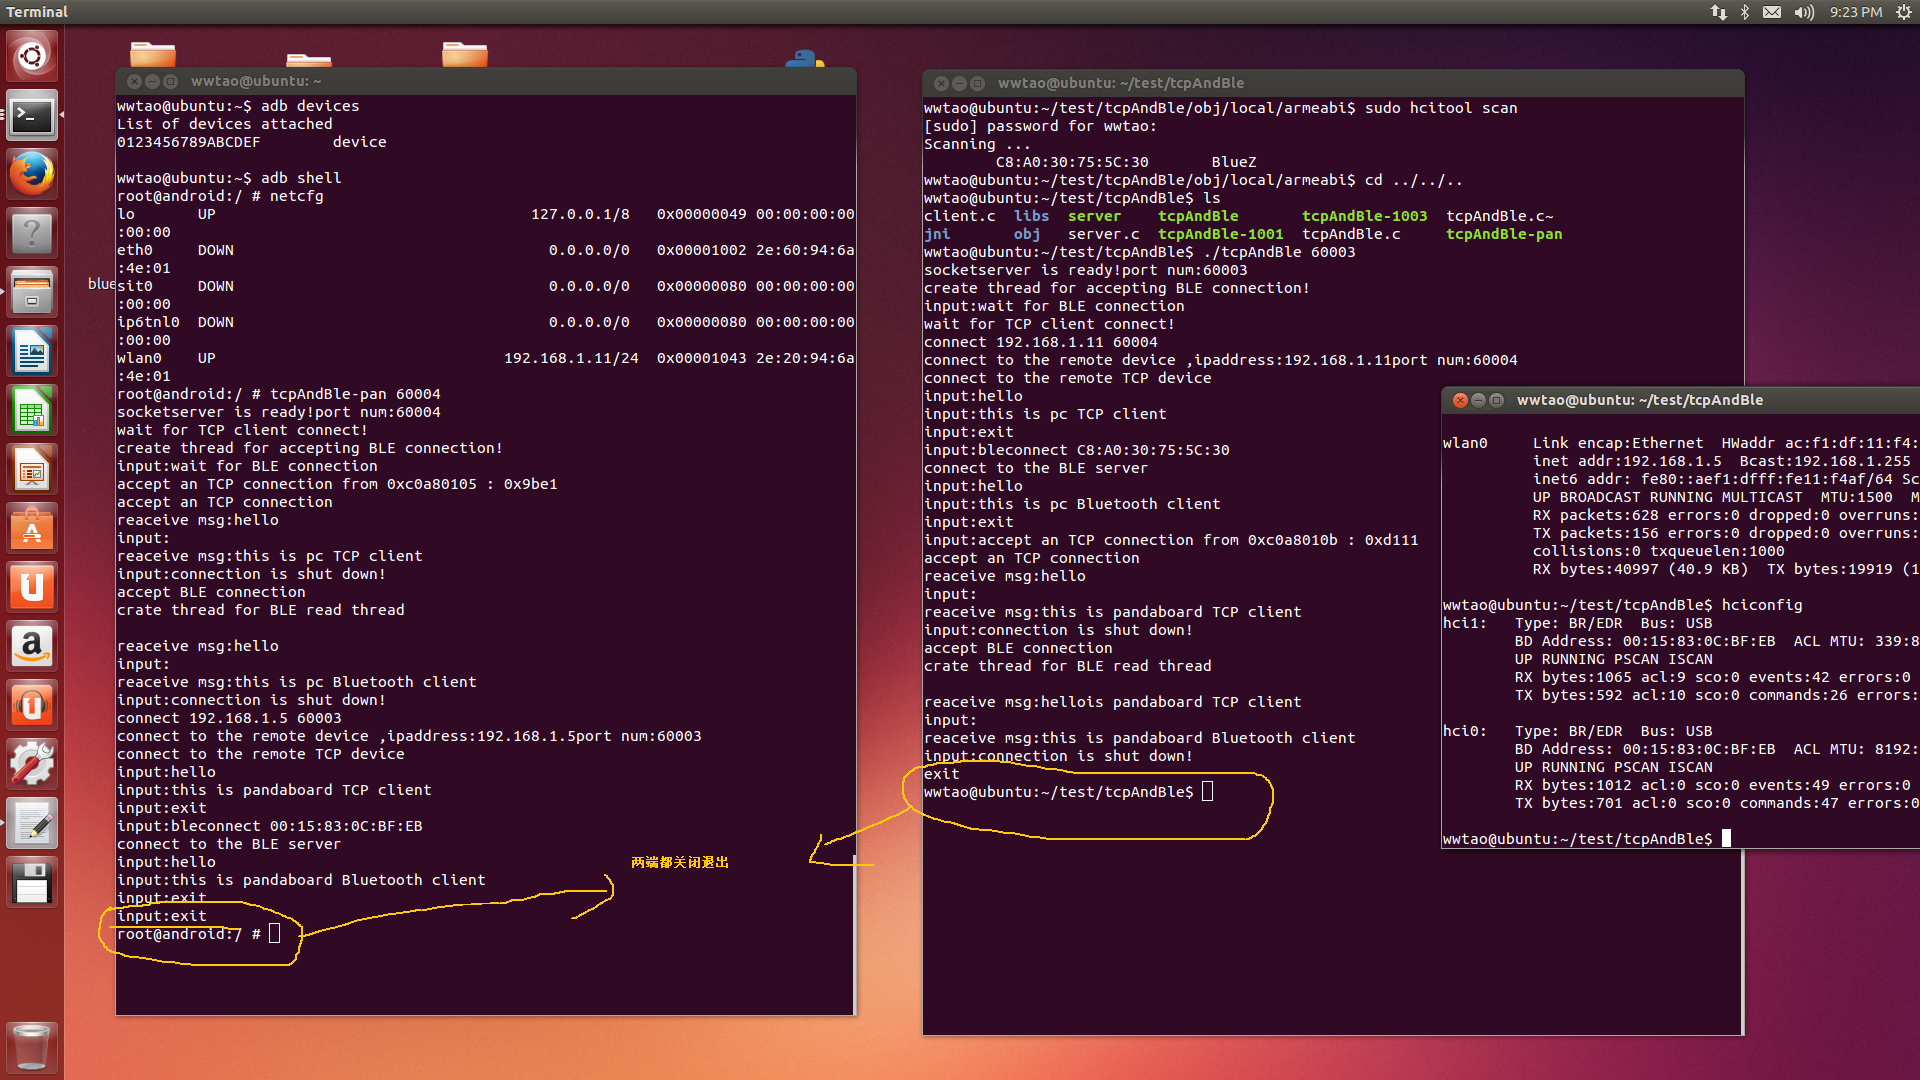 Terminal
9:23 PM
wwtao@ubuntu: ~
wwtao@ubuntu:~$ adb devices
List of devices attached
0123456789ABCDEF        device
wwtao@ubuntu:~$ adb shell
root@android:/ # netcfg
lo       UP                                   127.0.0.1/8   0x00000049 00:00:00:00
:00:00
eth0     DOWN                                   0.0.0.0/0   0x00001002 2e:60:94:6a
:4e:01
sit0     DOWN                                   0.0.0.0/0   0x00000080 00:00:00:00
:00:00
ip6tnl0  DOWN                                   0.0.0.0/0   0x00000080 00:00:00:00
:00:00
wlan0    UP                                192.168.1.11/24  0x00001043 2e:20:94:6a
:4e:01
root@android:/ # tcpAndBle-pan 60004
socketserver is ready!port num:60004
wait for TCP client connect!
create thread for accepting BLE connection!
input:wait for BLE connection
accept an TCP connection from 0xc0a80105 : 0x9be1
accept an TCP connection
reaceive msg:hello
input:
reaceive msg:this is pc TCP client
input:connection is shut down!
accept BLE connection
crate thread for BLE read thread
reaceive msg:hello
input:
reaceive msg:this is pc Bluetooth client
input:connection is shut down!
connect 192.168.1.5 60003
connect to the remote device ,ipaddress:192.168.1.5port num:60003
connect to the remote TCP device
input:hello
input:this is pandaboard TCP client
input:exit
input:bleconnect 00:15:83:0C:BF:EB
connect to the BLE server
input:hello
input:this is pandaboard Bluetooth client
input:exit
input:exit
root@android:/ #
blue
两端都关闭退出
wwtao@ubuntu: ~/test/tcpAndBle
wwtao@ubuntu:~/test/tcpAndBle/obj/local/armeabi$ sudo hcitool scan
[sudo] password for wwtao:
Scanning ...
        C8:A0:30:75:5C:30       BlueZ
wwtao@ubuntu:~/test/tcpAndBle/obj/local/armeabi$ cd ../../..
wwtao@ubuntu:~/test/tcpAndBle$ ls
client.c  libs  server    tcpAndBle       tcpAndBle-1003  tcpAndBle.c~
jni       obj   server.c  tcpAndBle-1001  tcpAndBle.c     tcpAndBle-pan
wwtao@ubuntu:~/test/tcpAndBle$ ./tcpAndBle 60003
socketserver is ready!port num:60003
create thread for accepting BLE connection!
input:wait for BLE connection
wait for TCP client connect!
connect 192.168.1.11 60004
connect to the remote device ,ipaddress:192.168.1.11port num:60004
connect to the remote TCP device
input:hello
input:this is pc TCP client
input:exit
input:bleconnect C8:A0:30:75:5C:30
connect to the BLE server
input:hello
input:this is pc Bluetooth client
input:exit
input:accept an TCP connection from 0xc0a8010b : 0xd111
accept an TCP connection
reaceive msg:hello
input:
reaceive msg:this is pandaboard TCP client
input:connection is shut down!
accept BLE connection
crate thread for BLE read thread
reaceive msg:hellois pandaboard TCP client
input:
reaceive msg:this is pandaboard Bluetooth client
input:connection is shut down!
exit
wwtao@ubuntu:~/test/tcpAndBle$
wwtao@ubuntu: ~/test/tcpAndBle
wlan0     Link encap:Ethernet  HWaddr ac:f1:df:11:f4:
          inet addr:192.168.1.5  Bcast:192.168.1.255
          inet6 addr: fe80::aef1:dfff:fe11:f4af/64 Sc
          UP BROADCAST RUNNING MULTICAST  MTU:1500  M
          RX packets:628 errors:0 dropped:0 overruns:
          TX packets:156 errors:0 dropped:0 overruns:
          collisions:0 txqueuelen:1000
          RX bytes:40997 (40.9 KB)  TX bytes:19919 (1
wwtao@ubuntu:~/test/tcpAndBle$ hciconfig
hci1:   Type: BR/EDR  Bus: USB
        BD Address: 00:15:83:0C:BF:EB  ACL MTU: 339:8
        UP RUNNING PSCAN ISCAN
        RX bytes:1065 acl:9 sco:0 events:42 errors:0
        TX bytes:592 acl:10 sco:0 commands:26 errors:
hci0:   Type: BR/EDR  Bus: USB
        BD Address: 00:15:83:0C:BF:EB  ACL MTU: 8192:
        UP RUNNING PSCAN ISCAN
        RX bytes:1012 acl:0 sco:0 events:49 errors:0
        TX bytes:701 acl:0 sco:0 commands:47 errors:0
wwtao@ubuntu:~/test/tcpAndBle$